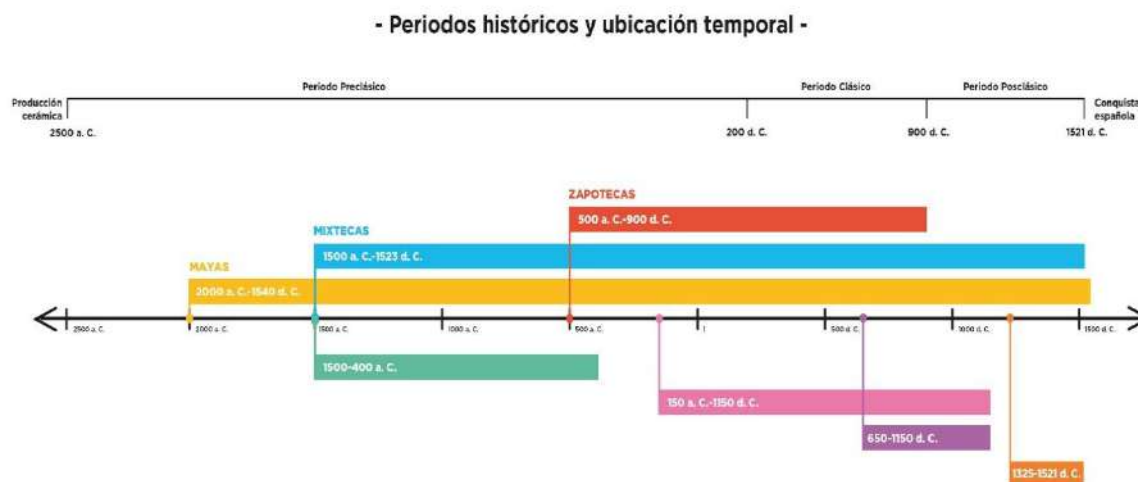 - Periodos históricos y ubicación temporal -
Periodo Preclásico
Periodo Clásico
Periodo Posclásico
Producción
cerámica
Conquista
española
2500 a. C.
200 d. C.
900 d. C.
1521 d. C.
ZAPOTECAS
500 a. C.-900 d. C.
MIXTECAS
1500 a. C.-1523 d. C.
MAYAS
2000 a. C.-1540 d. C.
2500 a. C.
2000 a. C.
1500 a. C.
1000 a. C.
500 a. C.
1
500 d. C.
1000 d. C.
1500 d. C.
1500-400 a. C.
150 a. C.-1150 d. C.
650-1150 d. C.
1325-1521 d. C.